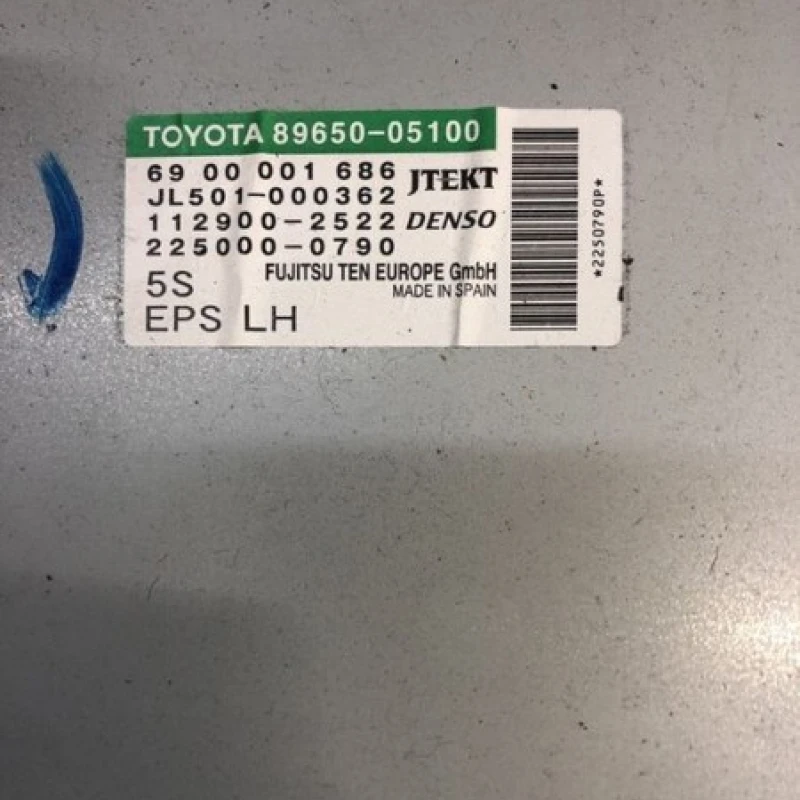 TOYOTA 89650-05100
69 00 001 686
JTEKT
JL501-000362
112900-2522 DENSO
225000-0790
FUJITSU TEN EUROPE GmbH
5S
MADE IN SPAIN
EPS LH
*2250790P*